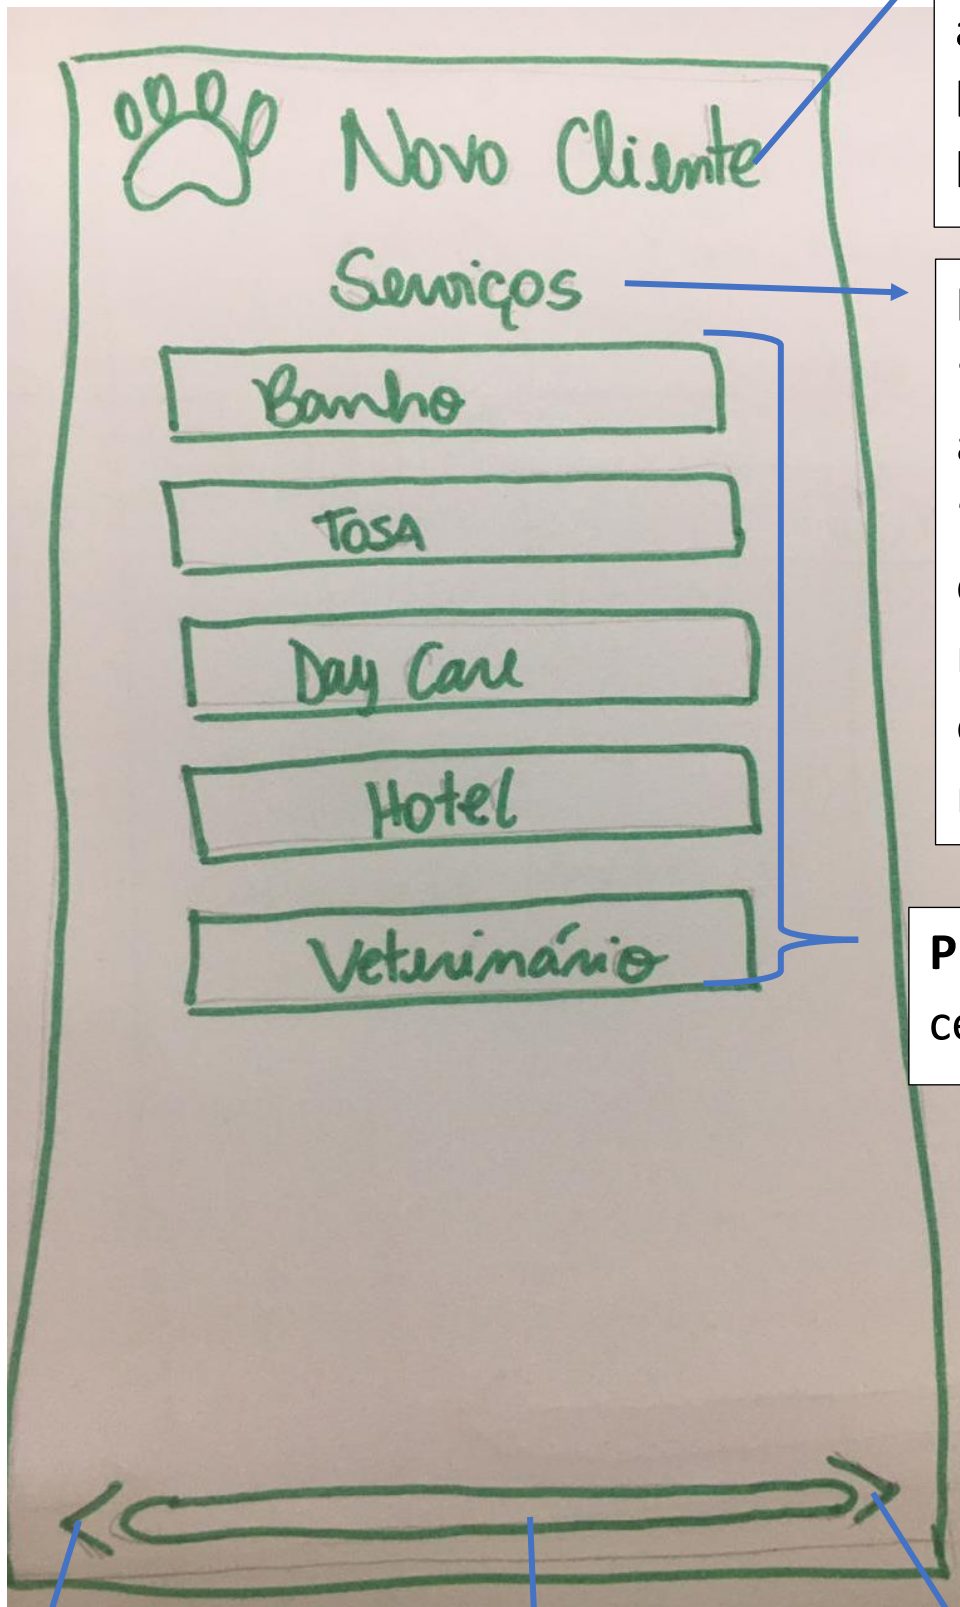 Novo Cliente
Serviços
Banho
TOSA
Day Care
Hotel
Veterinário
P
ce